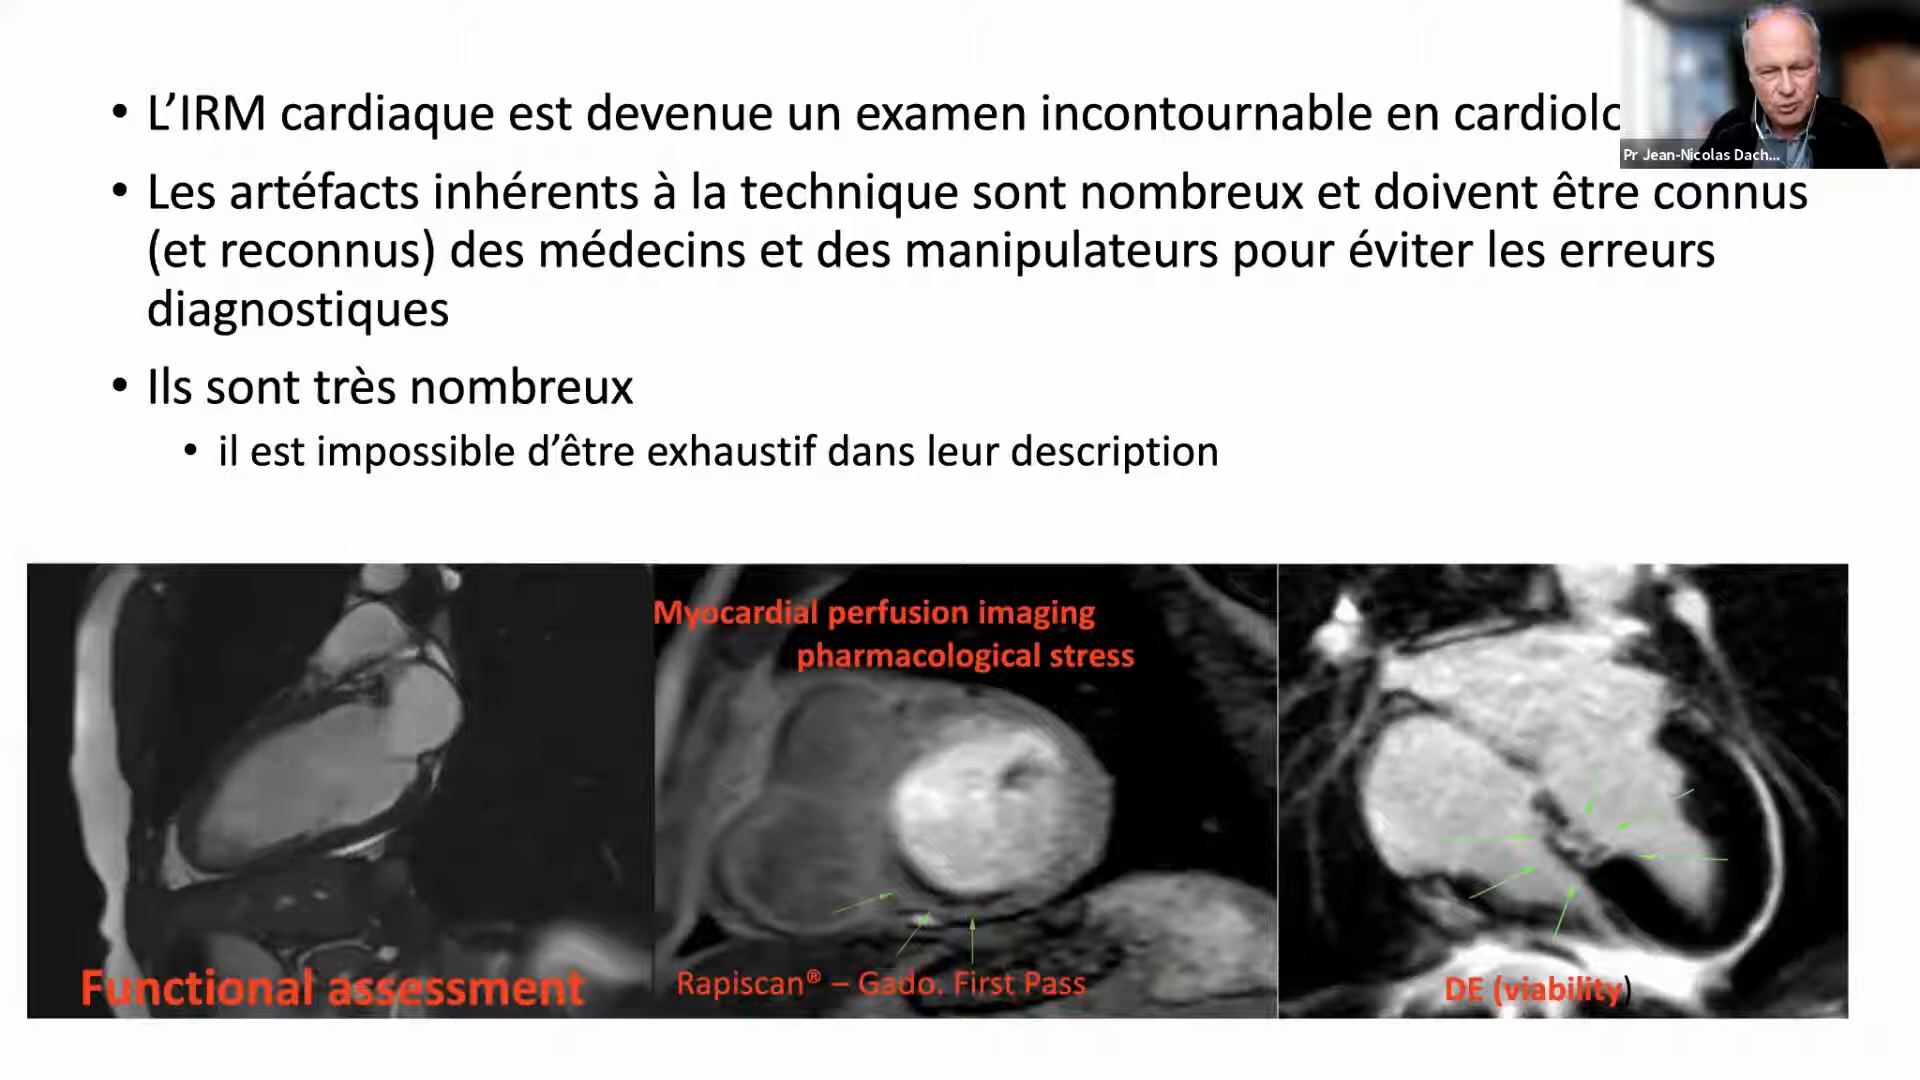 • L’IRM cardiaque est devenue un examen incontournable en
Pr Jean-Nicolas Dach...
• Les artéfacts inhérents à la technique sont nombreux et doivent être connus
(et reconnus) des médecins et des manipulateurs pour éviter les erreurs
diagnostiques
• Ils sont très nombreux
• il est impossible d’être exhaustif dans leur description
Myocardial perfusion imaging
pharmacological stress
Functional assessment
Rapiscan® – Gado. First Pass
DE (viability)